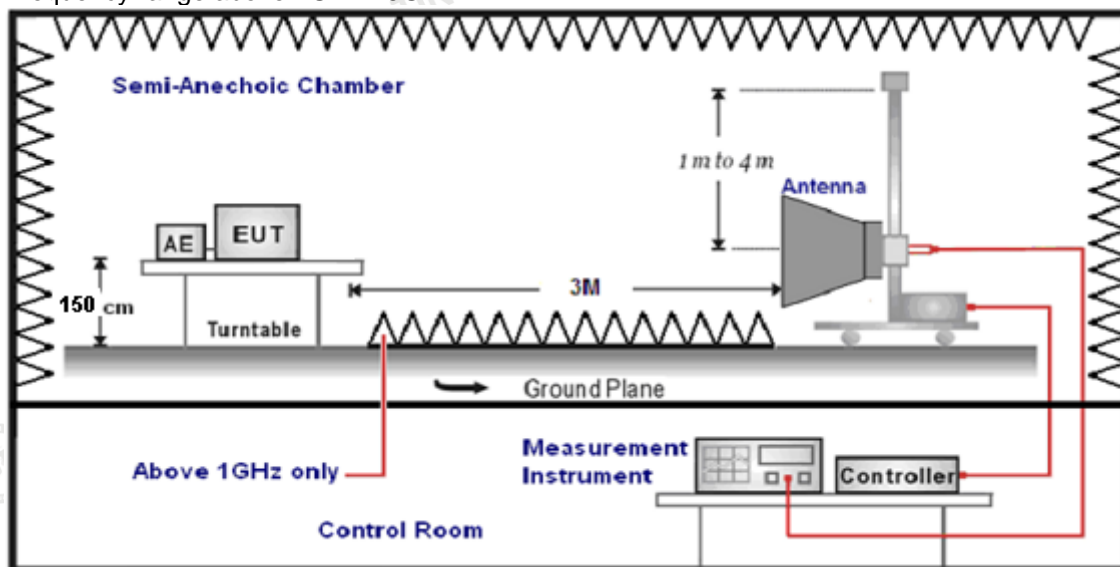 Semi-Anechoic Chamber
1 m to 4 m
Antenna
AE
EUT
150 cm
3M
Turntable
Ground Plane
Above 1GHz only
Measurement
Instrument
Controller
Control Room